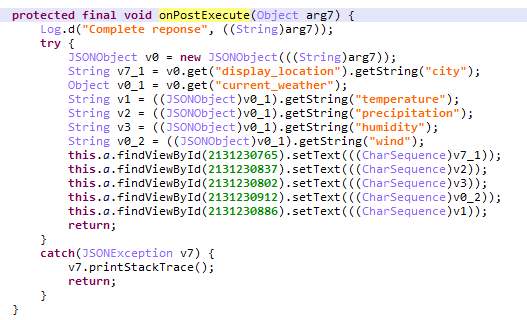 protected final void onPostExecute(Object arg7) {
    Log.d("Complete reponse", ((String)arg7));
    try {
        JSONObject v0 = new JSONObject(((String)arg7));
        String v7_1 = v0.get("display_location").getString("city");
        Object v0_1 = v0.get("current_weather");
        String v1 = ((JSONObject)v0_1).getString("temperature");
        String v2 = ((JSONObject)v0_1).getString("precipitation");
        String v3 = ((JSONObject)v0_1).getString("humidity");
        String v0_2 = ((JSONObject)v0_1).getString("wind");
        this.a.findViewById(2131230765).setText(((CharSequence)v7_1));
        this.a.findViewById(2131230837).setText(((CharSequence)v2));
        this.a.findViewById(2131230802).setText(((CharSequence)v3));
        this.a.findViewById(2131230912).setText(((CharSequence)v0_2));
        this.a.findViewById(2131230886).setText(((CharSequence)v1));
        return;
    }
    catch(JSONException v7) {
        v7.printStackTrace();
        return;
    }
}